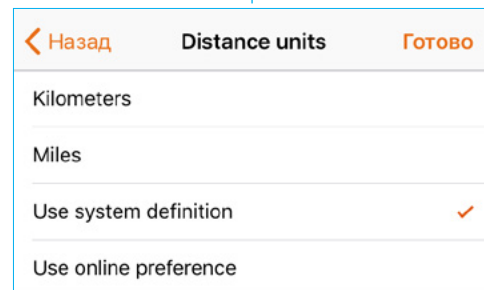 Назад Distance units Готово
Kilometers
Miles
Use system definition
Use online preference